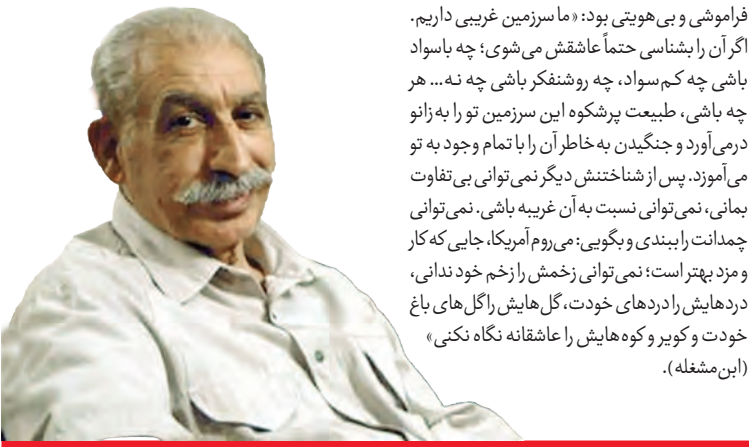 فراموشی و بی‌هویتی بود: «ما سرزمین غریبی داریم.
اگر آن را بشناسی حتماً عاشقش می‌شوی؛ چه باسواد
باشی چه کم‌سواد، چه روشنفکر باشی چه نه... هر
چه باشی، طبیعت پرشکوه این سرزمین تو را به زانو
درمی‌آورد و جنگیدن به‌خاطر آن را با تمام وجود به تو
می‌آموزد. پس از شناختنش دیگر نمی‌توانی بی‌تفاوت
بمانی، نمی‌توانی نسبت به آن غریبه باشی. نمی‌توانی
چمدانت را ببندی و بگویی: می‌روم آمریکا، جایی که کار
و مزد بهتر است؛ نمی‌توانی زخمش را زخم خود ندانی،
دردهایش را دردهای خودت، گل‌هایش را گل‌های باغ
خودت و کویر و کوه‌هایش را عاشقانه نگاه نکنی»
(ابن‌مشغله).